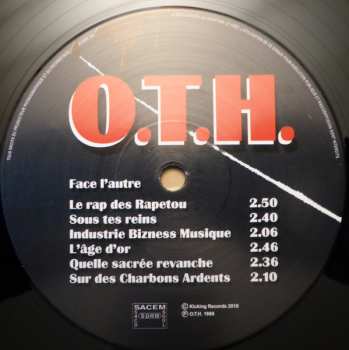 O.T.H.
Face l'autre
Le rap des Rapetou 2.50
Sous tes reins 2.40
Industrie Bizness Musique 2.06
L'âge d'or 2.46
Quelle sacrée revanche 2.36
Sur des Charbons Ardents 2.10
SACEM
SDRM
© Kicking Records 2018
℗ O.T.H. 1988